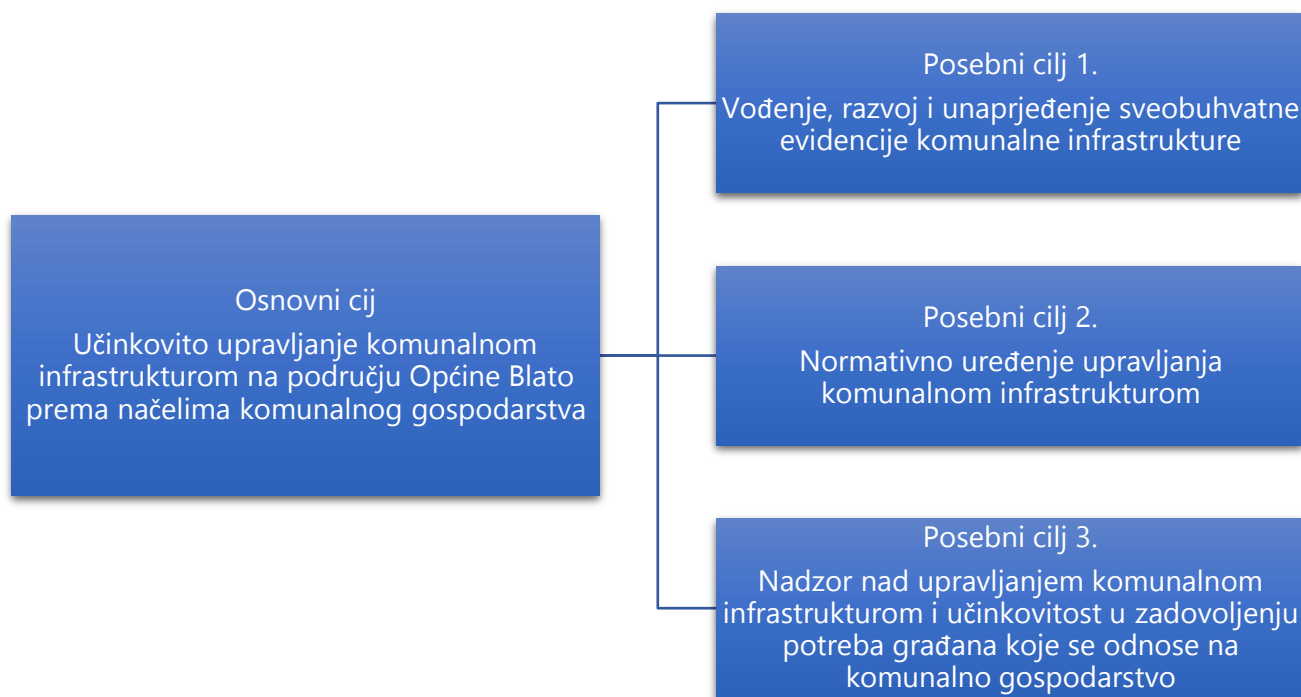 Osnovni cij
Učinkovito upravljanje komunalnom
infrastrukturom na području Općine Blato
prema načelima komunalnog gospodarstva
Posebni cilj 1.
Vođenje, razvoj i unaprjeđenje sveobuhvatne
evidencije komunalne infrastrukture
Posebni cilj 2.
Normativno uređenje upravljanja
komunalnom infrastrukturom
Posebni cilj 3.
Nadzor nad upravljanjem komunalnom
infrastrukturom i učinkovitost u zadovoljenju
potreba građana koje se odnose na
komunalno gospodarstvo